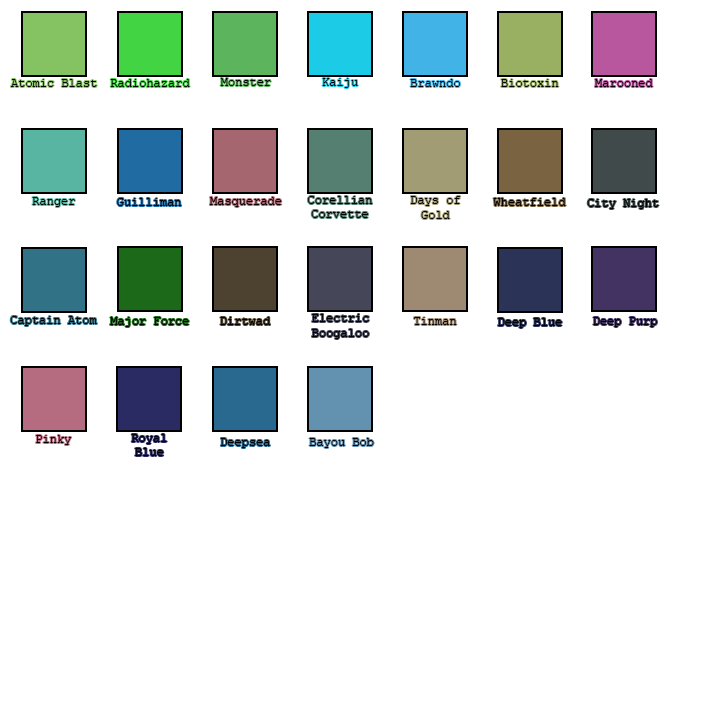 Atomic Blast
Radiohazard
Monster
Kaiju
Brawndo
Biotoxin
Marooned
Ranger
Guilliman
Masquerade
Corellian
Corvette
Days of
Gold
Wheatfield
City Night
Captain Atom
Major Force
Dirtwad
Electric
Boogaloo
Tinman
Deep Blue
Deep Purp
Pinky
Royal
Blue
Deepsea
Bayou Bob